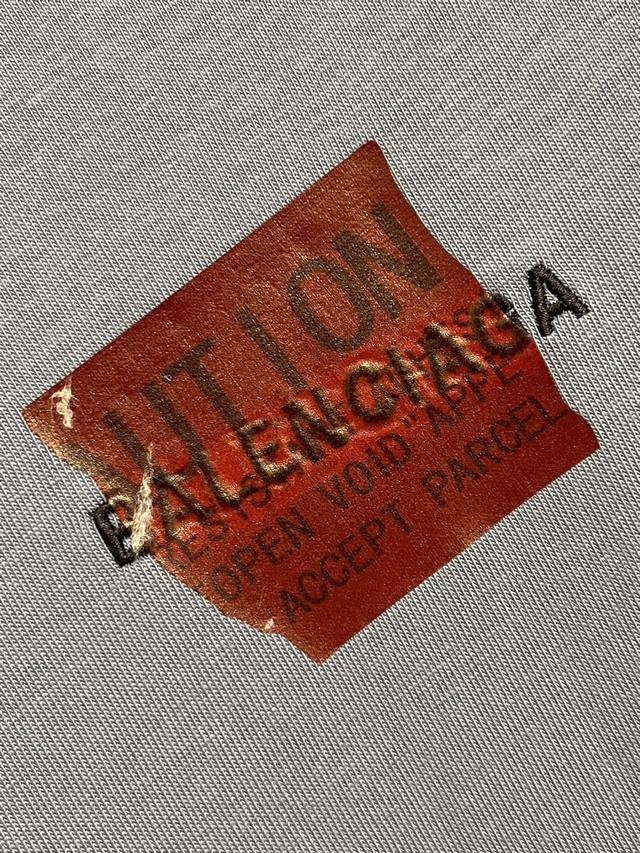 UTION
BALENCIAGA
"OPEN VOID" APPE
ACCEPT PARCEL